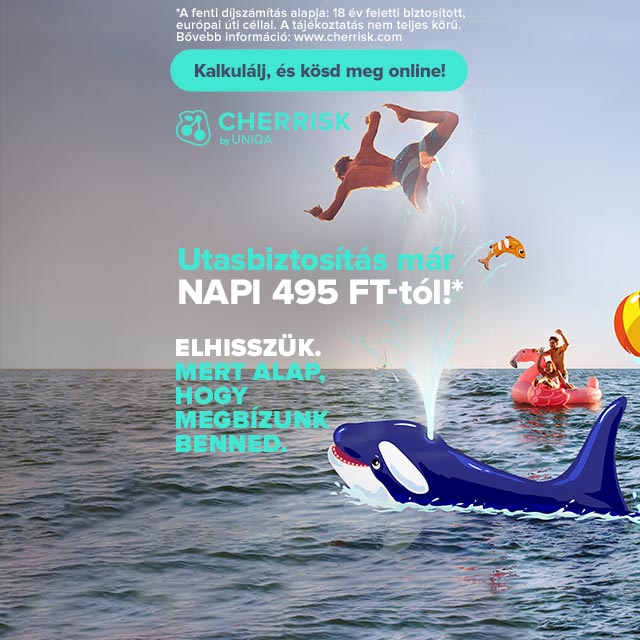 *A fenti díjszámítás alapja: 18 év feletti biztosított,
európai úti céllal. A tájékoztatás nem teljes körű.
Bővebb információ: www.cherrisk.com
Kalkulálj, és kösd meg online!
CHERRISK
by UNIQA
Utasbiztosítás már
NAPI 495 FT-tól!*
ELHISSZÜK.
MERT ALAP,
HOGY
MEGBÍZUNK
BENNED.